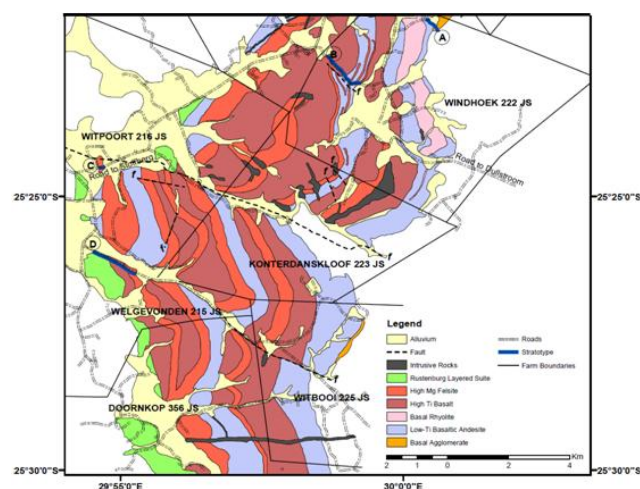 A
B
WINDHOEK 222 JS
WITPOORT 216 JS
C
Road to Dullstroom
25°25'0"S
25°25'0"S
D
KONTERDANSKLOOF 223 JS
WELGEVONDEN 215 JS
Legend
Alluvium
Fault
Intrusive Rocks
Rustenburg Layered Suite
High Mg Felsite
High Ti Basalt
Basal Rhyolite
Low-Ti Basaltic Andesite
Basal Agglomerate
Roads
Stratotype
Farm Boundaries
WITBOOI 225 JS
DOORNKOP 356 JS
2 1 0 2 4
Km
25°30'0"S
25°30'0"S
29°55'0"E
30°0'0"E